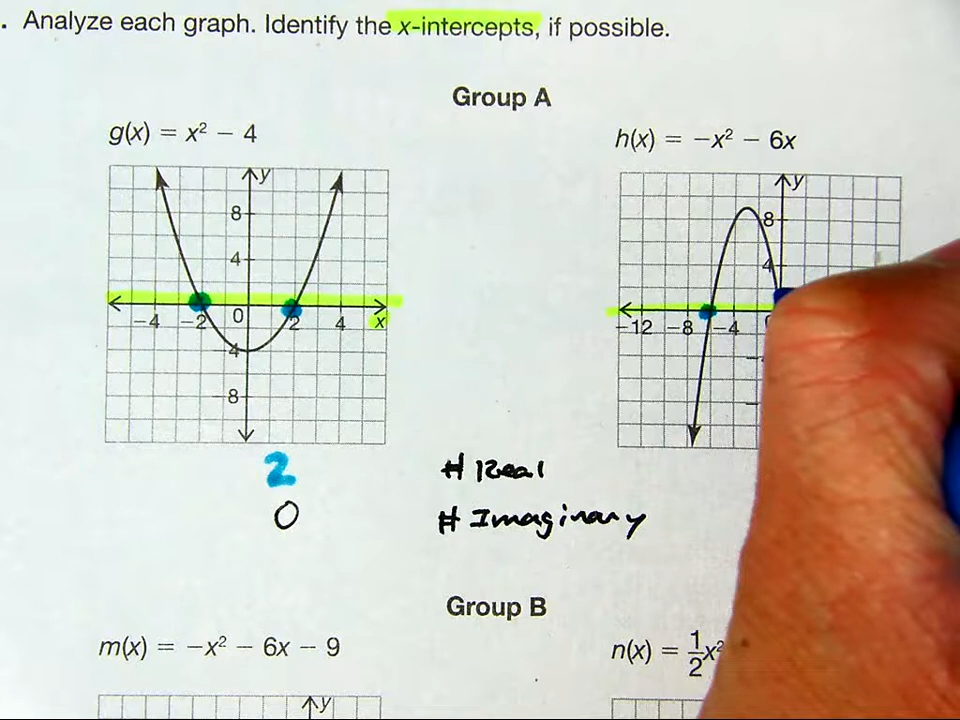 . Analyze each graph. Identify the x-intercepts, if possible.
Group A
g(x) = x² − 4
h(x) = −x² − 6x
y
8
4
−4 −2 0 2 4 x
−4
−8
y
8
4
−12 −8 −4
2
# Real
0
# Imaginary
Group B
m(x) = −x² − 6x − 9
n(x) = 1/2x²
y